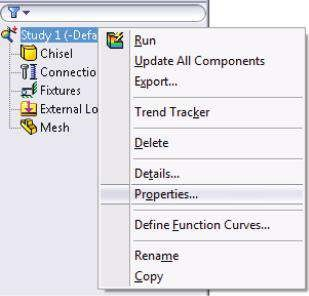 Study 1 (-Defa
Chisel
Connectio
Fixtures
External Lo
Mesh
Run
Update All Components
Export...
Trend Tracker
Delete
Details...
Properties...
Define Function Curves...
Rename
Copy